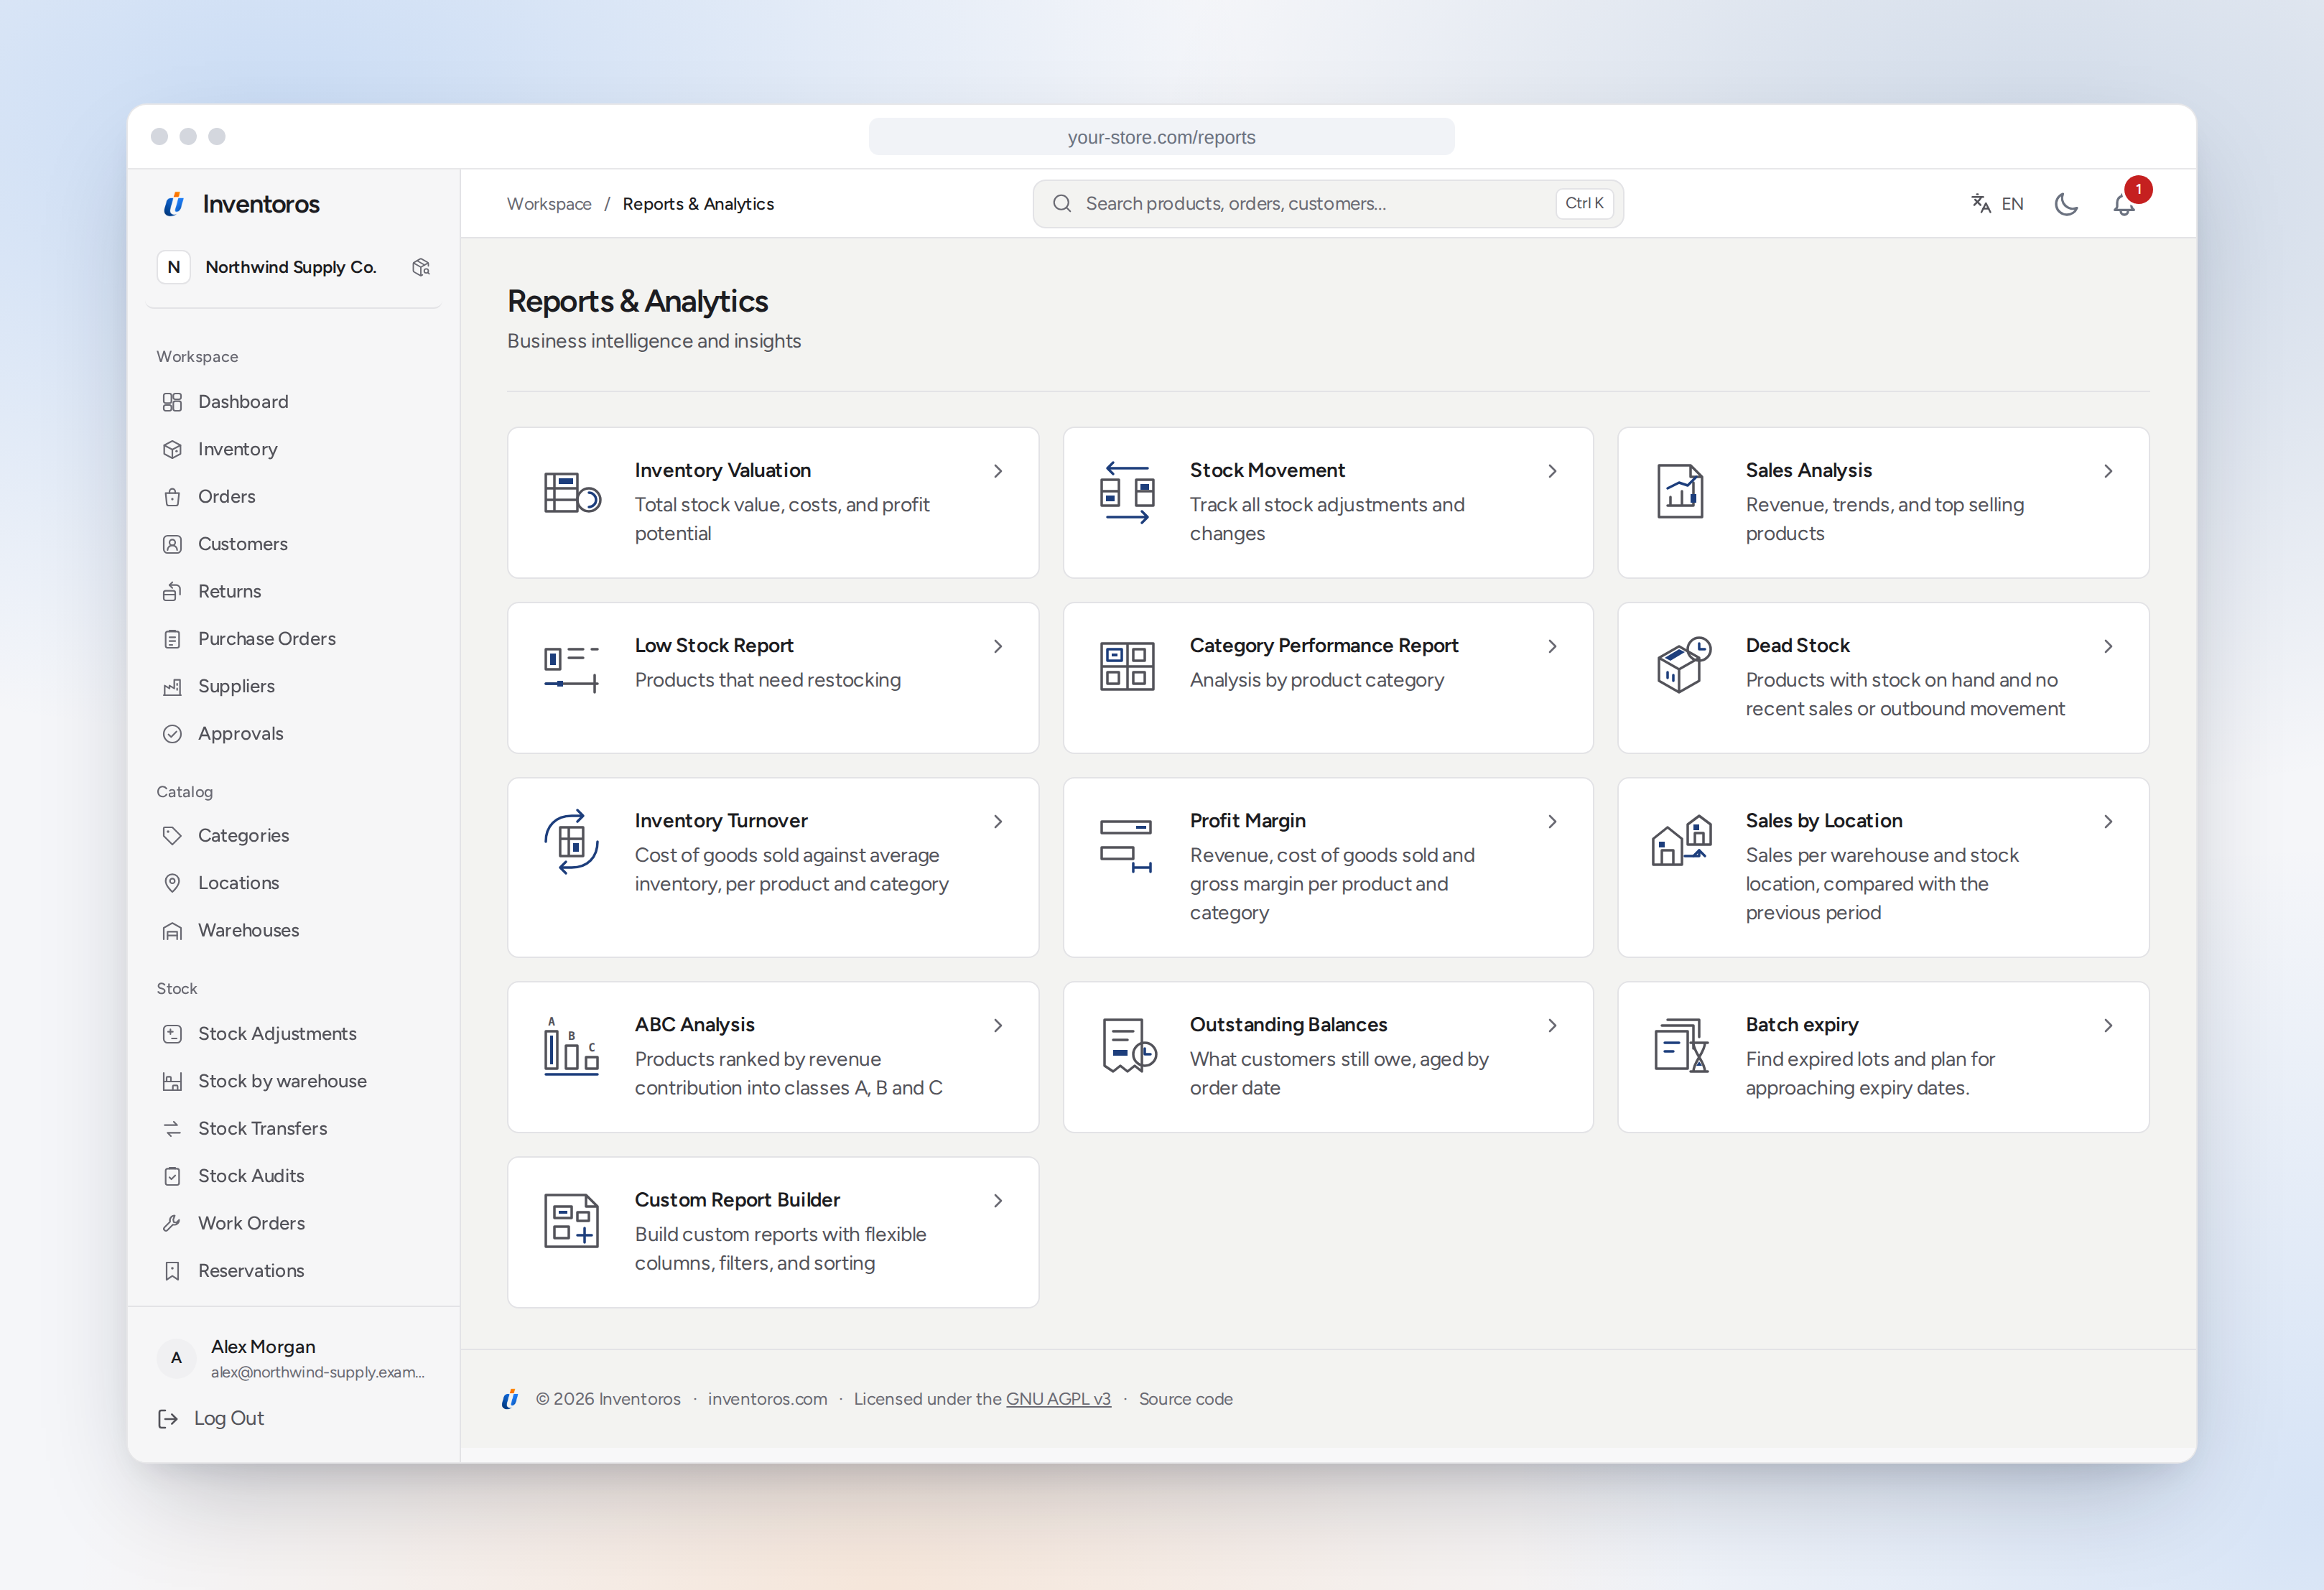 your-store.com/reports
Inventoros
N Northwind Supply Co.
Workspace
Dashboard
Inventory
Orders
Customers
Returns
Purchase Orders
Suppliers
Approvals
Catalog
Categories
Locations
Warehouses
Stock
Stock Adjustments
Stock by warehouse
Stock Transfers
Stock Audits
Work Orders
Reservations
A
Alex Morgan
alex@northwind-supply.exam...
Log Out
Workspace / Reports & Analytics
Search products, orders, customers... Ctrl K
EN
1
Reports & Analytics
Business intelligence and insights
Inventory Valuation
Total stock value, costs, and profit
potential
Stock Movement
Track all stock adjustments and
changes
Sales Analysis
Revenue, trends, and top selling
products
Low Stock Report
Products that need restocking
Category Performance Report
Analysis by product category
Dead Stock
Products with stock on hand and no
recent sales or outbound movement
Inventory Turnover
Cost of goods sold against average
inventory, per product and category
Profit Margin
Revenue, cost of goods sold and
gross margin per product and
category
Sales by Location
Sales per warehouse and stock
location, compared with the
previous period
A B C
ABC Analysis
Products ranked by revenue
contribution into classes A, B and C
Outstanding Balances
What customers still owe, aged by
order date
Batch expiry
Find expired lots and plan for
approaching expiry dates.
Custom Report Builder
Build custom reports with flexible
columns, filters, and sorting
© 2026 Inventoros · inventoros.com · Licensed under the GNU AGPL v3 · Source code